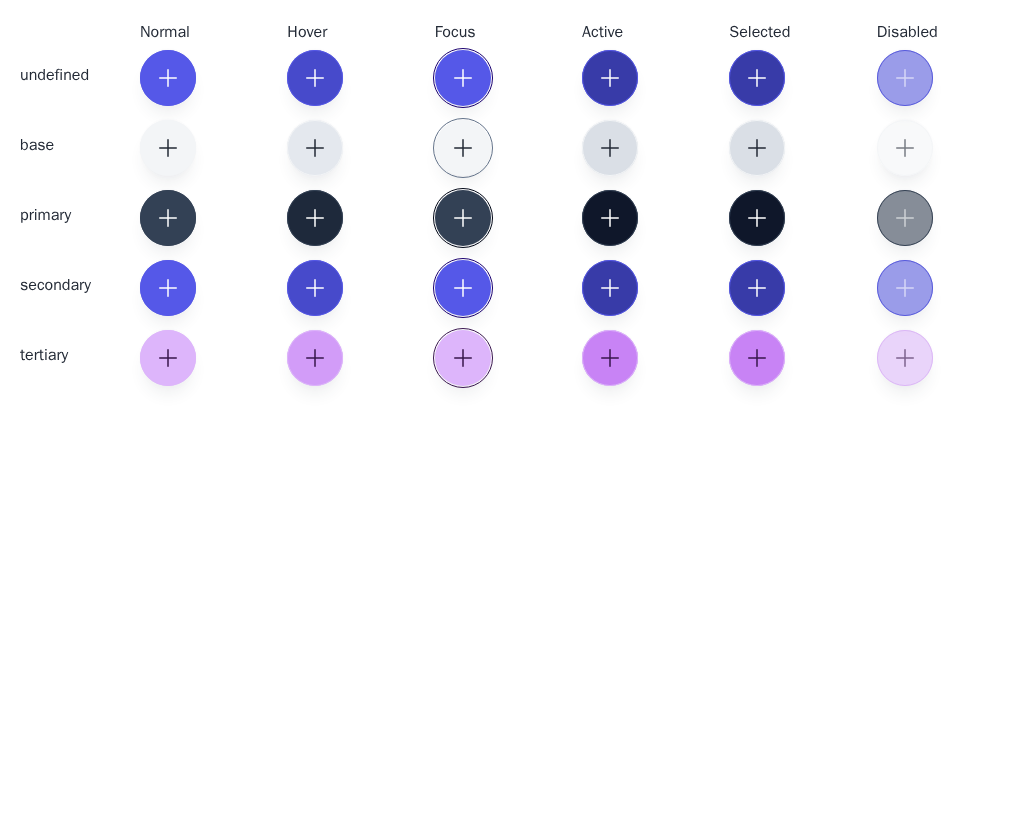 Normal Hover Focus Active Selected Disabled
undefined
base
primary
secondary
tertiary